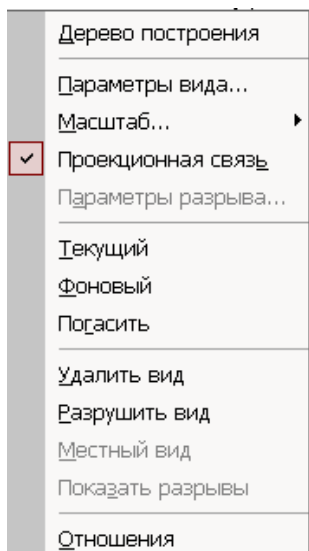 Дерево построения
Параметры вида...
Масштаб...
Проекционная связь
Параметры разрыва...
Текущий
Фоновый
Погасить
Удалить вид
Разрушить вид
Местный вид
Показать разрывы
Отношения